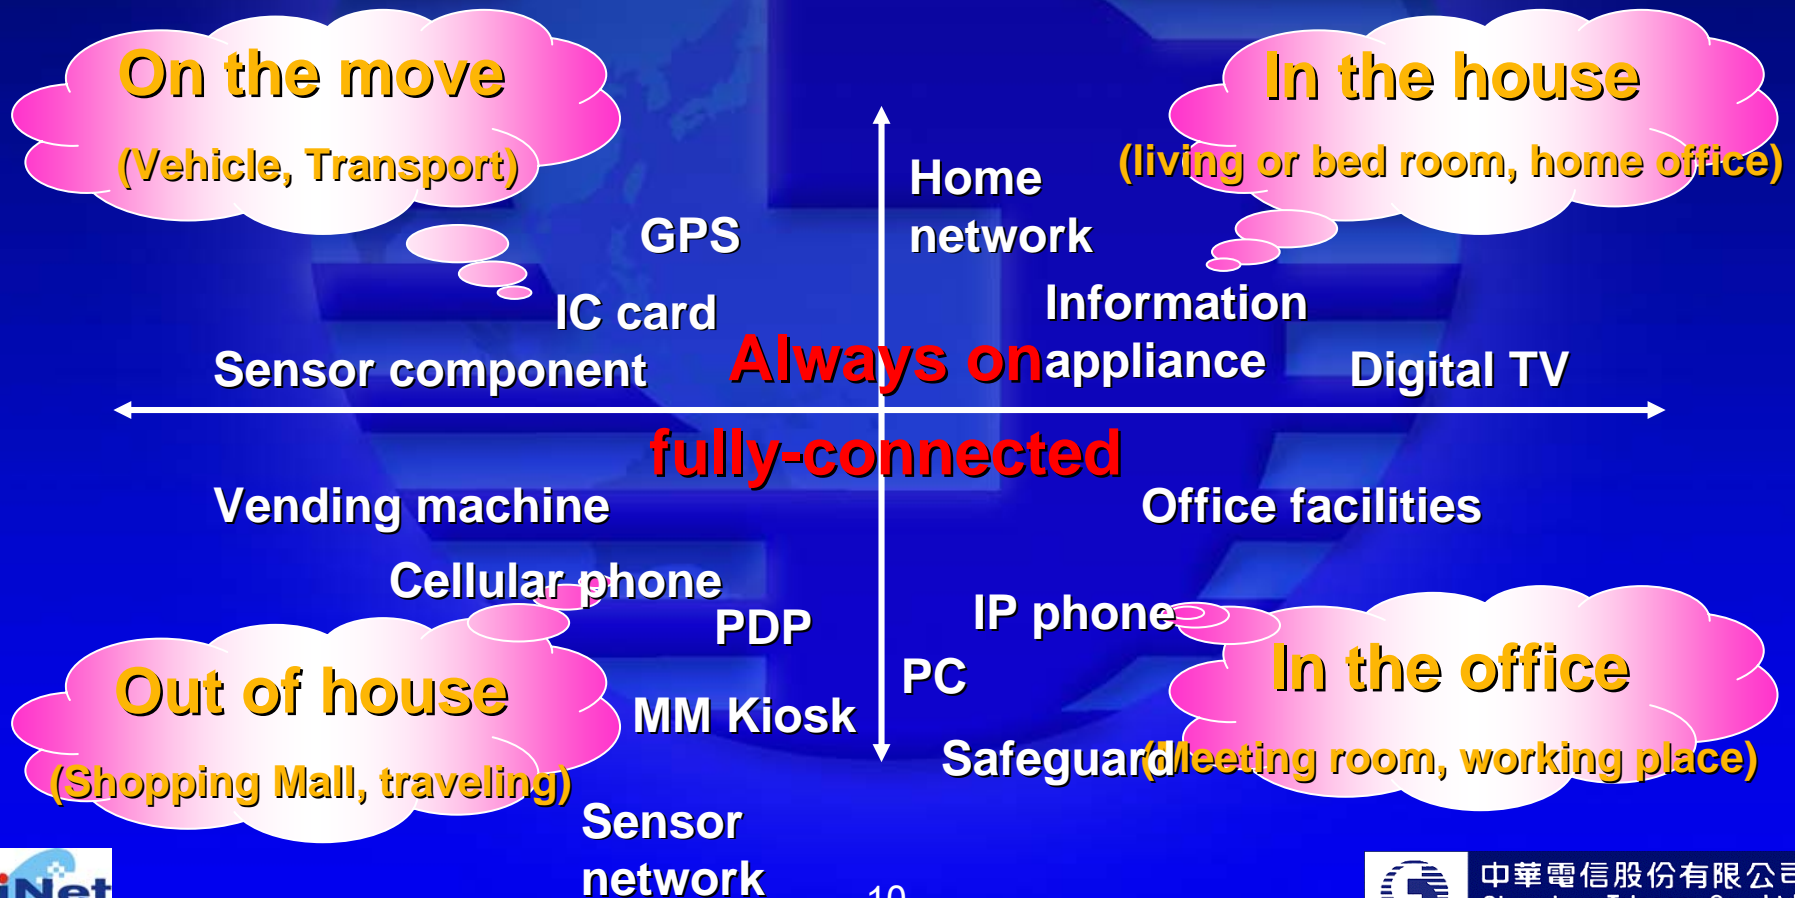 On the move
(Vehicle, Transport)
In the house
(living or bed room, home office)
Home
network
GPS
IC card
Sensor component
Information
appliance
Digital TV
Always on
fully-connected
Vending machine
Cellular phone
PDP
MM Kiosk
Sensor
network
Office facilities
IP phone
PC
Safeguard
Out of house
(Shopping Mall, traveling)
In the office
(Meeting room, working place)
iNet
10
中華電信股份有限公司